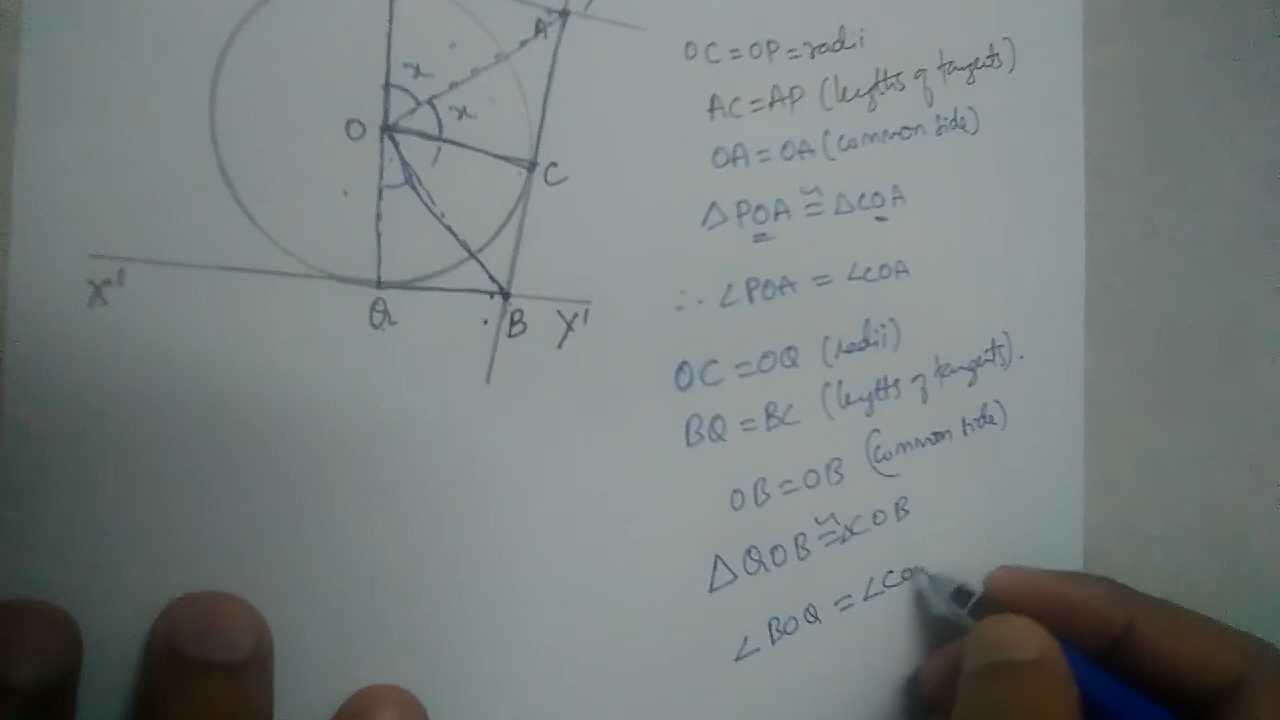 A
x
x
O
C
X'
Q
B
Y'
OC = OP = radii
AC = AP (lengths of tangents)
OA = OA (common side)
△POA ≅ △COA
∴ ∠POA = ∠COA
OC = OQ (radii)
BQ = BC (lengths of tangents).
OB = OB (common side)
△QOB ≅ △COB
∠BOQ = ∠CO